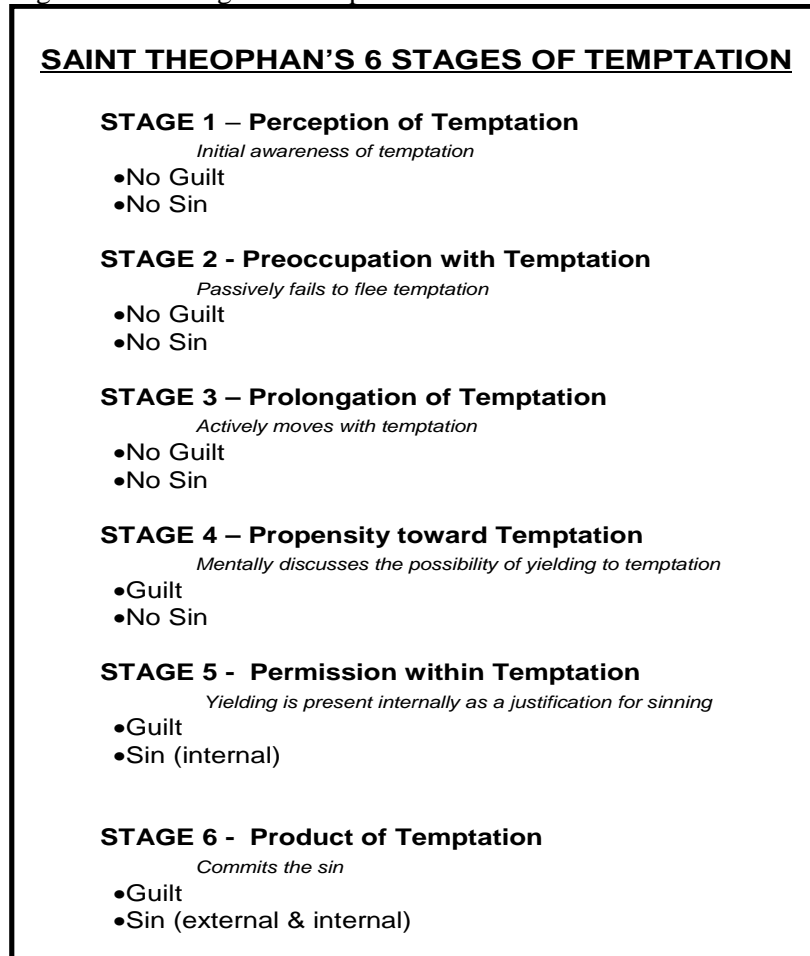 SAINT THEOPHAN'S 6 STAGES OF TEMPTATION
STAGE 1 – Perception of Temptation
Initial awareness of temptation
•No Guilt
•No Sin
STAGE 2 - Preoccupation with Temptation
Passively fails to flee temptation
•No Guilt
•No Sin
STAGE 3 – Prolongation of Temptation
Actively moves with temptation
•No Guilt
•No Sin
STAGE 4 – Propensity toward Temptation
Mentally discusses the possibility of yielding to temptation
•Guilt
•No Sin
STAGE 5 - Permission within Temptation
Yielding is present internally as a justification for sinning
•Guilt
•Sin (internal)
STAGE 6 - Product of Temptation
Commits the sin
•Guilt
•Sin (external & internal)